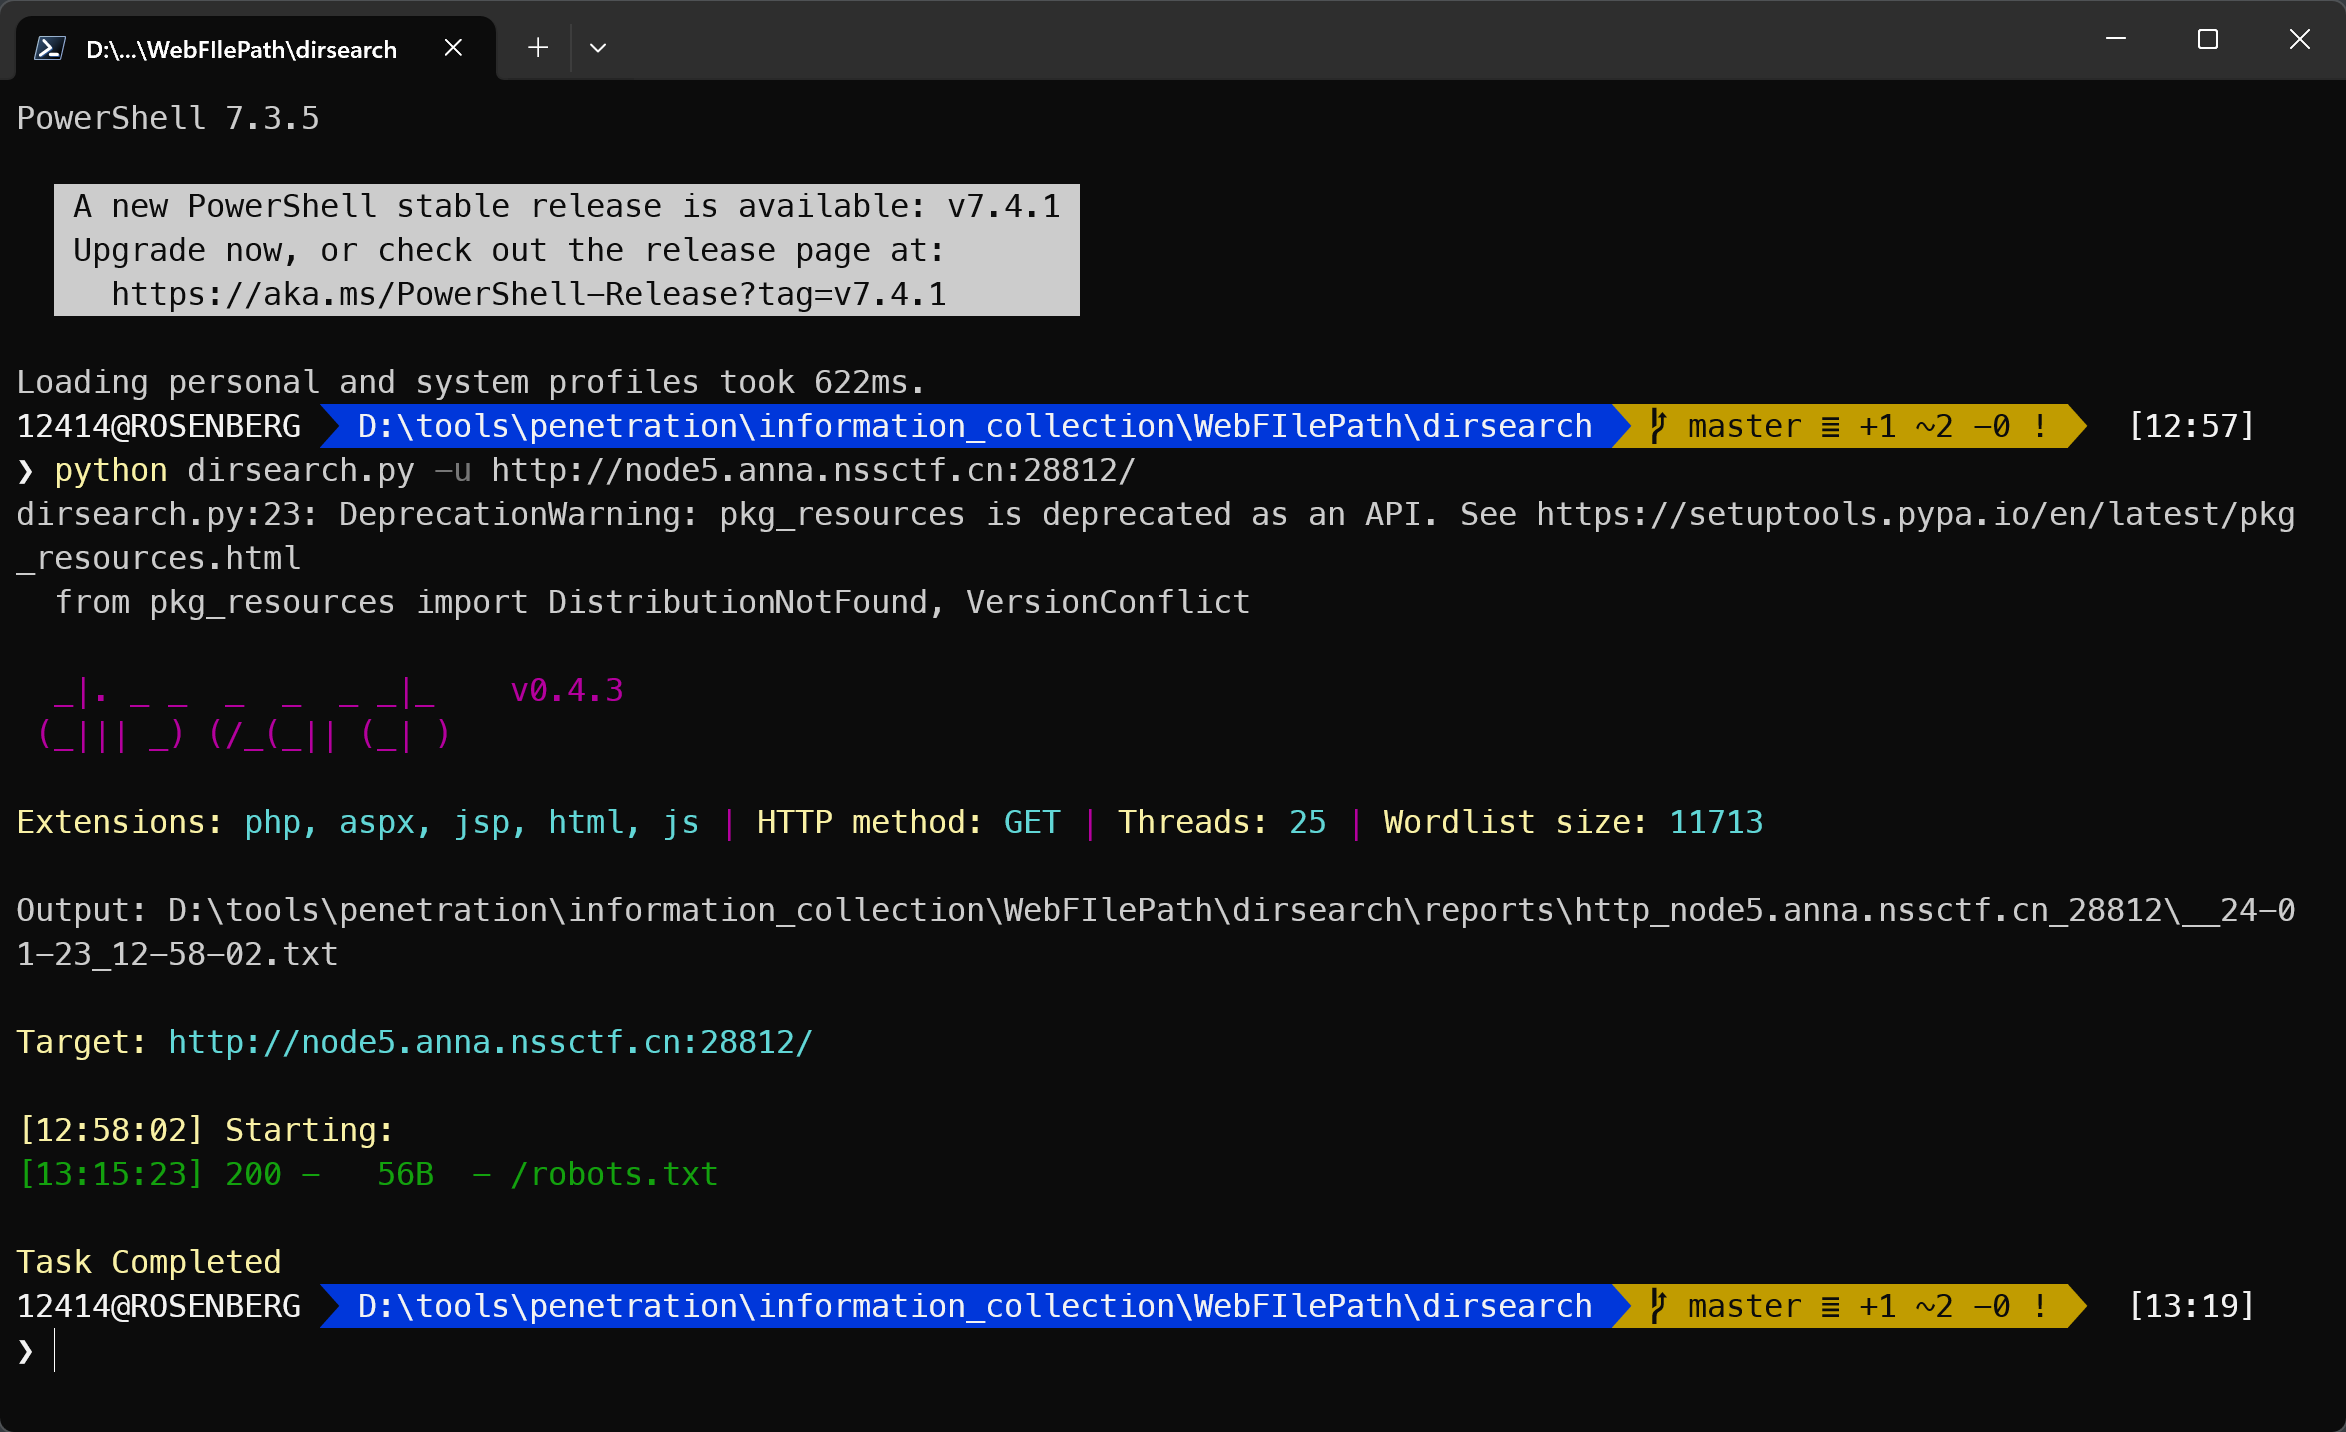 D:\...\WebFIlePath\dirsearch
PowerShell 7.3.5
A new PowerShell stable release is available: v7.4.1
Upgrade now, or check out the release page at:
https://aka.ms/PowerShell-Release?tag=v7.4.1
Loading personal and system profiles took 622ms.
12414@ROSENBERG D:\tools\penetration\information_collection\WebFIlePath\dirsearch master ≡ +1 ~2 -0 ! [12:57]
❯ python dirsearch.py -u http://node5.anna.nssctf.cn:28812/
dirsearch.py:23: DeprecationWarning: pkg_resources is deprecated as an API. See https://setuptools.pypa.io/en/latest/pkg
_resources.html
from pkg_resources import DistributionNotFound, VersionConflict
_|. _ _  _  _  _ _|_    v0.4.3
(_||| _) (/_(_|| (_| )
Extensions: php, aspx, jsp, html, js | HTTP method: GET | Threads: 25 | Wordlist size: 11713
Output: D:\tools\penetration\information_collection\WebFIlePath\dirsearch\reports\http_node5.anna.nssctf.cn_28812\__24-0
1-23_12-58-02.txt
Target: http://node5.anna.nssctf.cn:28812/
[12:58:02] Starting:
[13:15:23] 200 -   56B  - /robots.txt
Task Completed
12414@ROSENBERG D:\tools\penetration\information_collection\WebFIlePath\dirsearch master ≡ +1 ~2 -0 ! [13:19]
❯